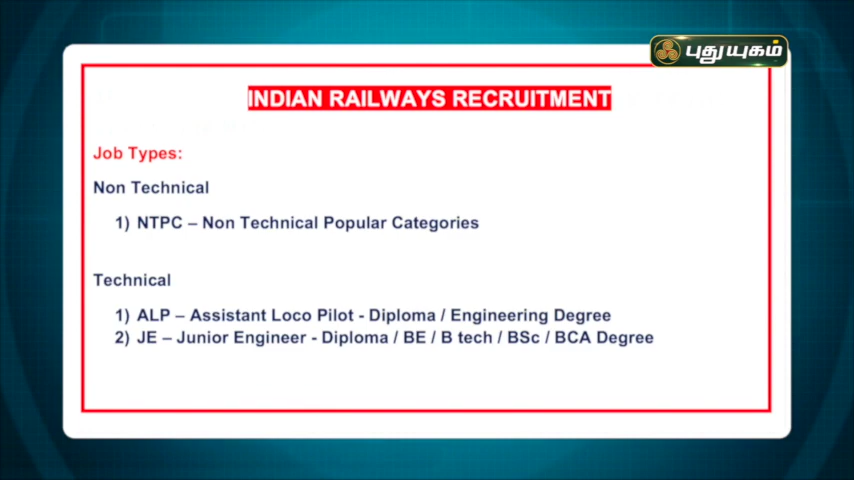 புதுயுகம்
INDIAN RAILWAYS RECRUITMENT
Job Types:
Non Technical
1) NTPC – Non Technical Popular Categories
Technical
1) ALP – Assistant Loco Pilot - Diploma / Engineering Degree
2) JE – Junior Engineer - Diploma / BE / B tech / BSc / BCA Degree